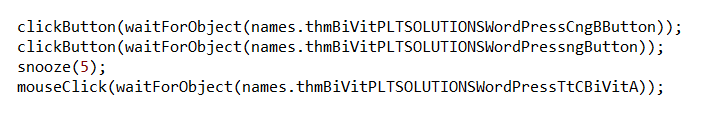 clickButton(waitForObject(names.thmBiVitPLTSOLUTIONSWordPressCngBButton));
clickButton(waitForObject(names.thmBiVitPLTSOLUTIONSWordPressngButton));
snooze(5);
mouseClick(waitForObject(names.thmBiVitPLTSOLUTIONSWordPressTtCBiVitA));